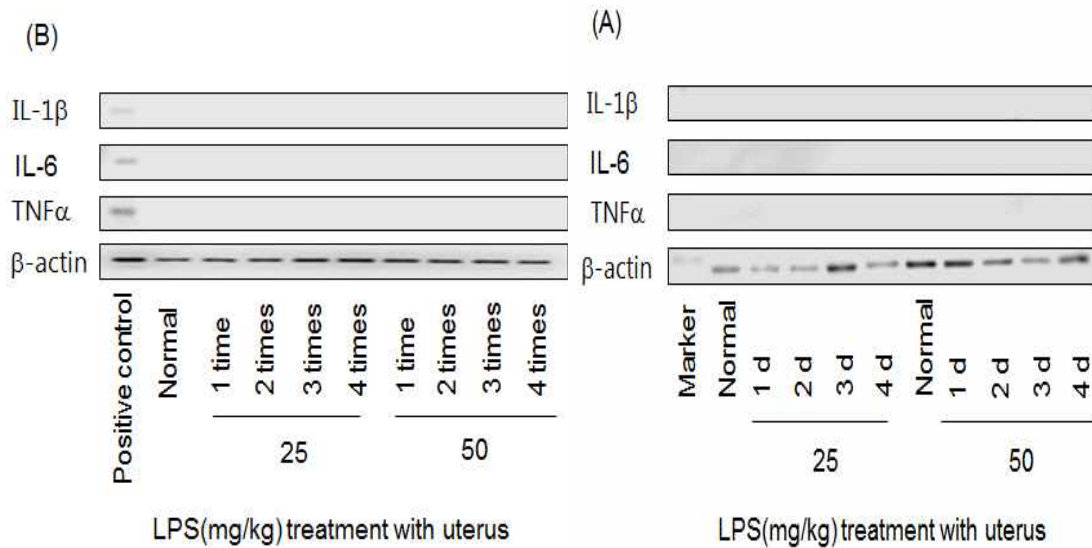 (B)
IL-1β
IL-6
TNFα
β-actin
Positive control
Normal
1 time
2 times
3 times
4 times
1 time
2 times
3 times
4 times
25
50
LPS(mg/kg) treatment with uterus
(A)
IL-1β
IL-6
TNFα
β-actin
Marker
Normal
1 d
2 d
3 d
4 d
Normal
1 d
2 d
3 d
4 d
25
50
LPS(mg/kg) treatment with uterus